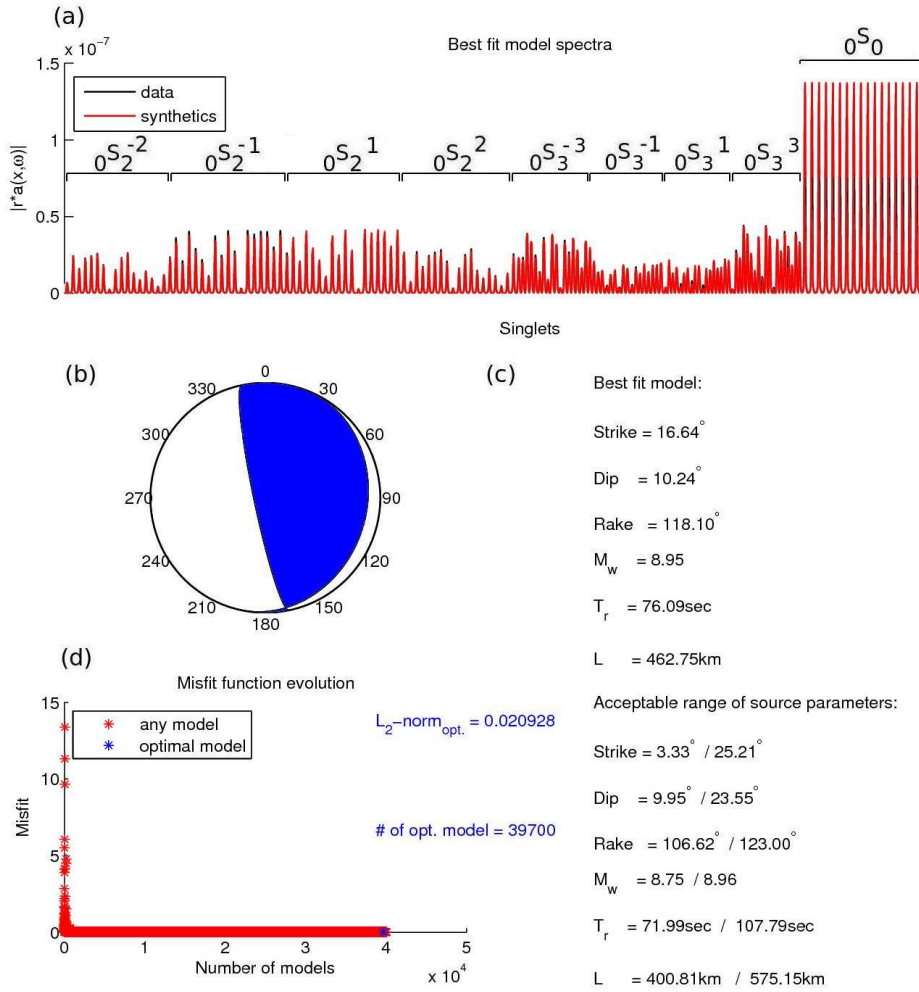 (a)
x 10^-7
Best fit model spectra
0S0
1.5
data
synthetics
1
0S2^-2
0S2^-1
0S2^1
0S2^2
0S3^-3
0S3^-1
0S3^1
0S3^3
|r*a(x,ω)|
0.5
0
Singlets
(b)
0
30
60
90
120
150
180
210
240
270
300
330
(c)
Best fit model:
Strike = 16.64°
Dip = 10.24°
Rake = 118.10°
M_w = 8.95
T_r = 76.09sec
L = 462.75km
Acceptable range of source parameters:
Strike = 3.33° / 25.21°
Dip = 9.95° / 23.55°
Rake = 106.62° / 123.00°
M_w = 8.75 / 8.96
T_r = 71.99sec / 107.79sec
L = 400.81km / 575.15km
(d)
Misfit function evolution
15
any model
optimal model
L_2-norm_opt. = 0.020928
10
# of opt. model = 39700
Misfit
5
0
0
1
2
3
4
5
Number of models
x 10^4